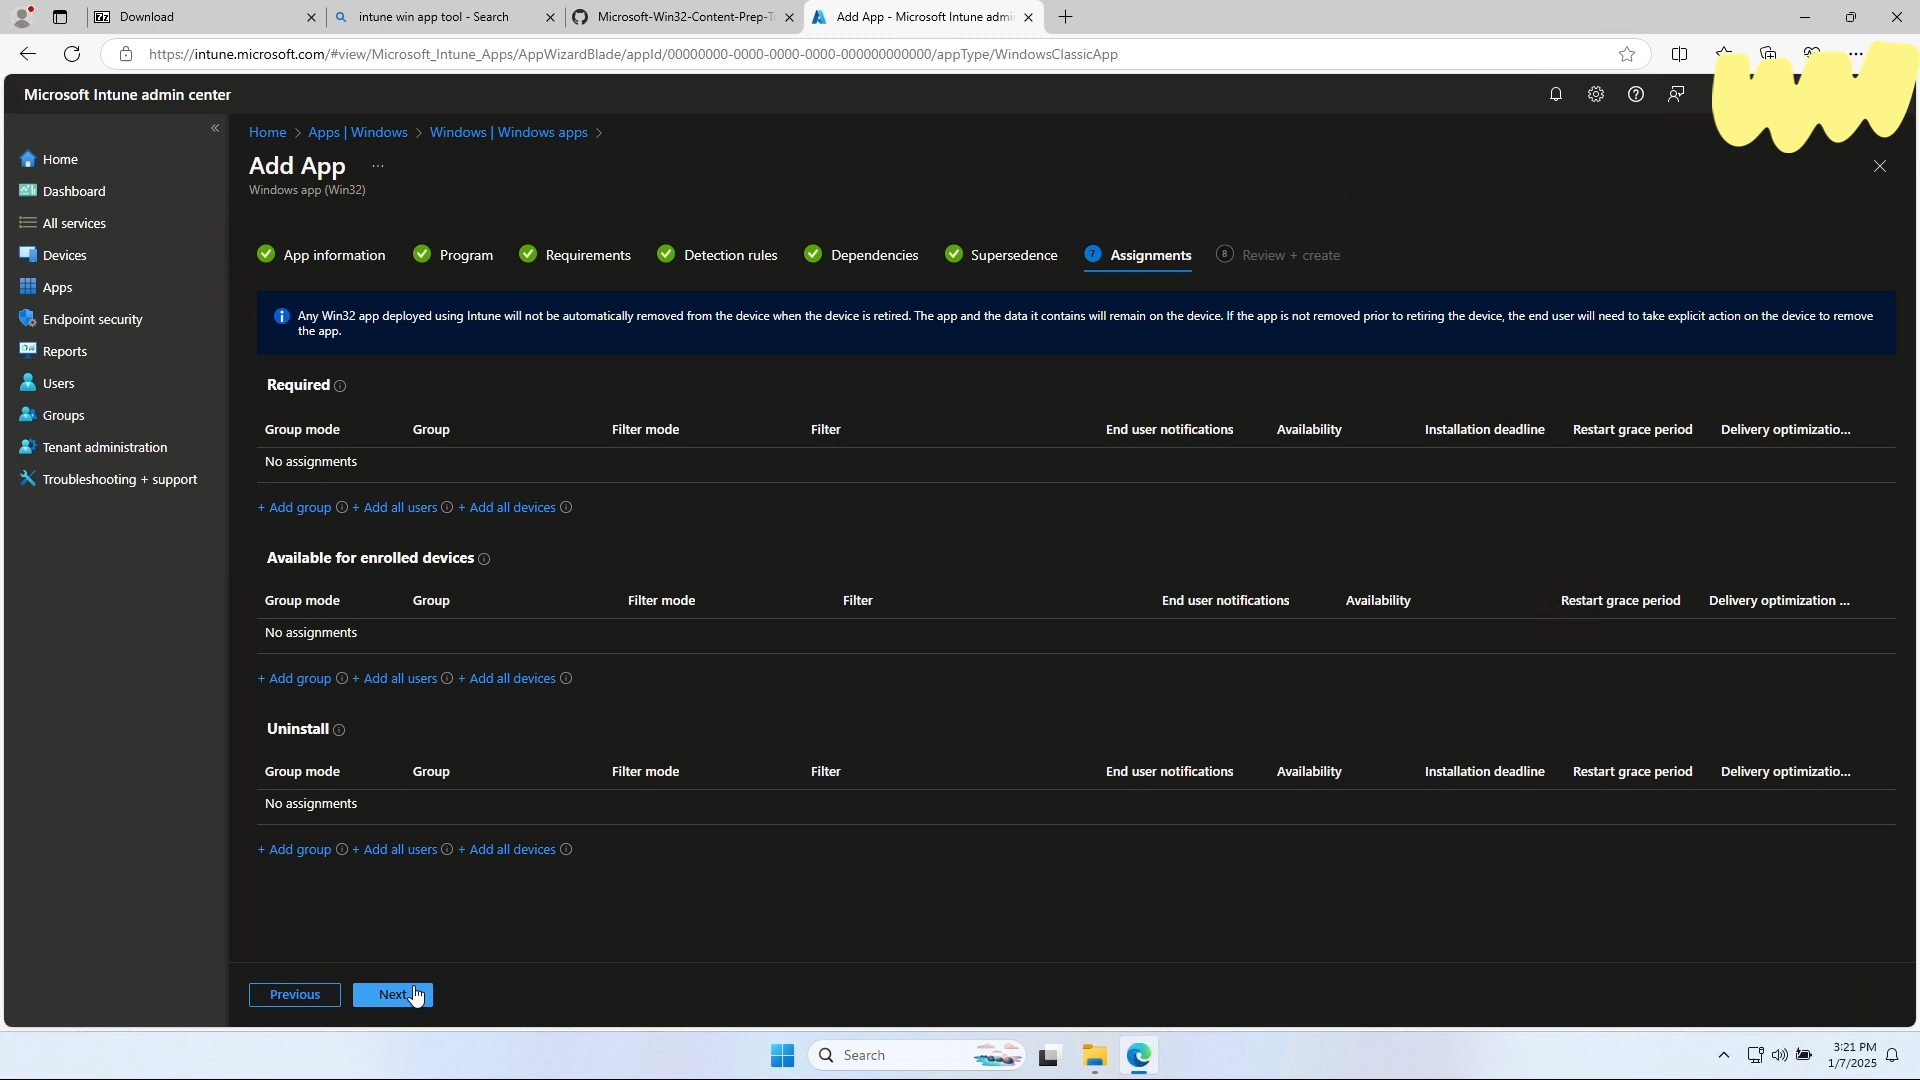 Download
intune win app tool - Search
Microsoft-Win32-Content-Prep-T
Add App - Microsoft Intune admi
https://intune.microsoft.com/#view/Microsoft_Intune_Apps/AppWizardBlade/appId/00000000-0000-0000-0000-000000000000/appType/WindowsClassicApp
Microsoft Intune admin center
Home > Apps | Windows > Windows | Windows apps >
Add App ...
Windows app (Win32)
Home
Dashboard
All services
Devices
Apps
Endpoint security
Reports
Users
Groups
Tenant administration
Troubleshooting + support
App information Program Requirements Detection rules Dependencies Supersedence 7 Assignments 8 Review + create
Any Win32 app deployed using Intune will not be automatically removed from the device when the device is retired. The app and the data it contains will remain on the device. If the app is not removed prior to retiring the device, the end user will need to take explicit action on the device to remove
the app.
Required
Group mode Group Filter mode Filter End user notifications Availability Installation deadline Restart grace period Delivery optimizatio...
No assignments
+ Add group + Add all users + Add all devices
Available for enrolled devices
Group mode Group Filter mode Filter End user notifications Availability Restart grace period Delivery optimization ...
No assignments
+ Add group + Add all users + Add all devices
Uninstall
Group mode Group Filter mode Filter End user notifications Availability Installation deadline Restart grace period Delivery optimizatio...
No assignments
+ Add group + Add all users + Add all devices
Previous
Next
Search
3:21 PM
1/7/2025